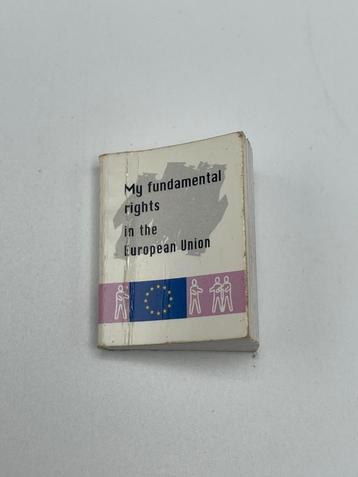 My fundamental
rights
in the
European Union